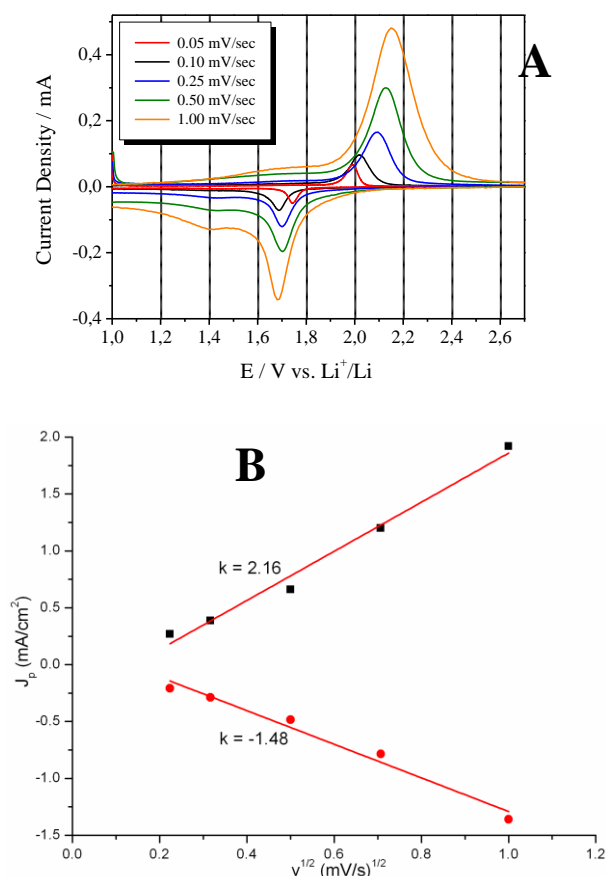 0.05 mV/sec
0.10 mV/sec
0.25 mV/sec
0.50 mV/sec
1.00 mV/sec
A
Current Density / mA
0,4
0,2
0,0
-0,2
-0,4
1,0 1,2 1,4 1,6 1,8 2,0 2,2 2,4 2,6
E / V vs. Li⁺/Li
B
J_p (mA/cm²)
2.0
1.5
1.0
0.5
0.0
-0.5
-1.0
-1.5
k = 2.16
k = -1.48
0.0 0.2 0.4 0.6 0.8 1.0 1.2
v^1/2 (mV/s)^1/2